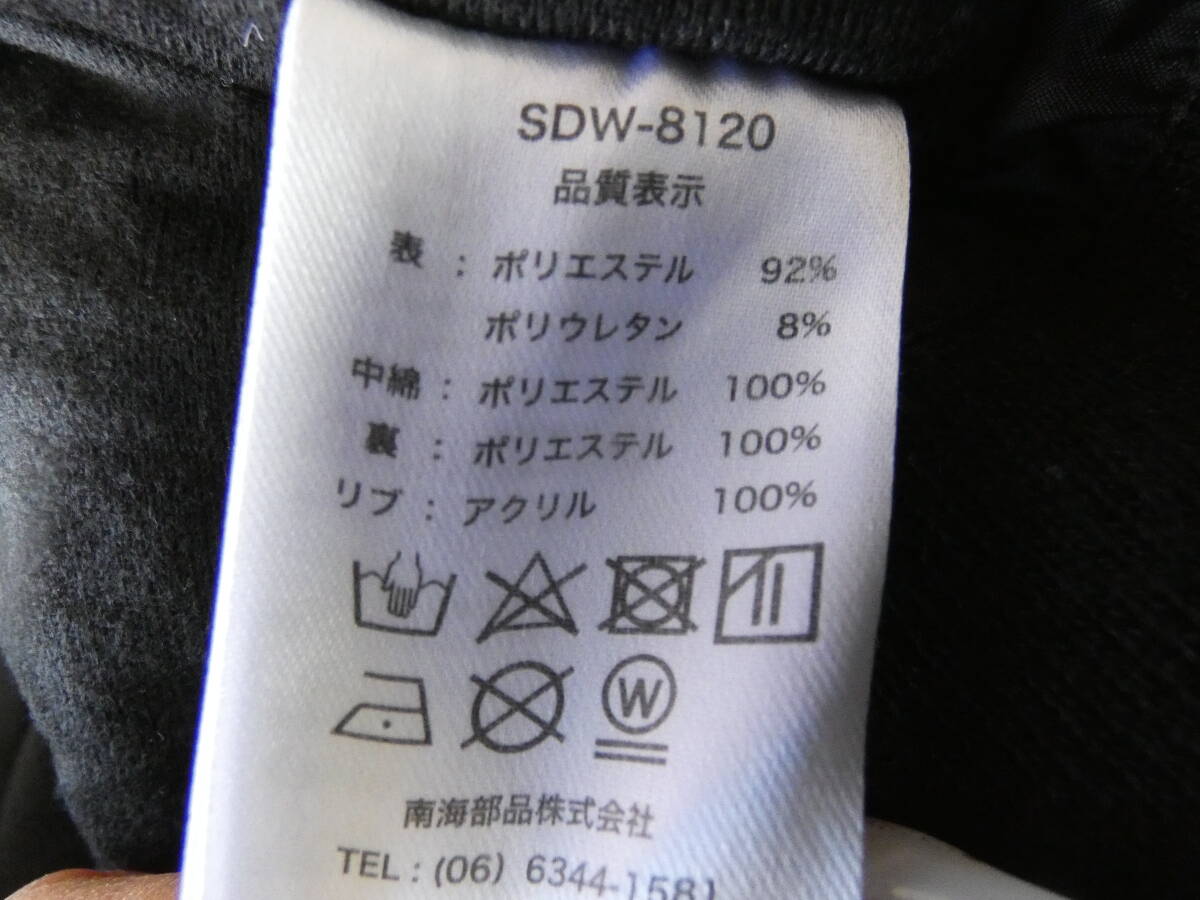 SDW-8120
品質表示
表 : ポリエステル 92%
ポリウレタン 8%
中綿 : ポリエステル 100%
裏 : ポリエステル 100%
リブ : アクリル 100%
W
南海部品株式会社
TEL : (06) 6344-1581